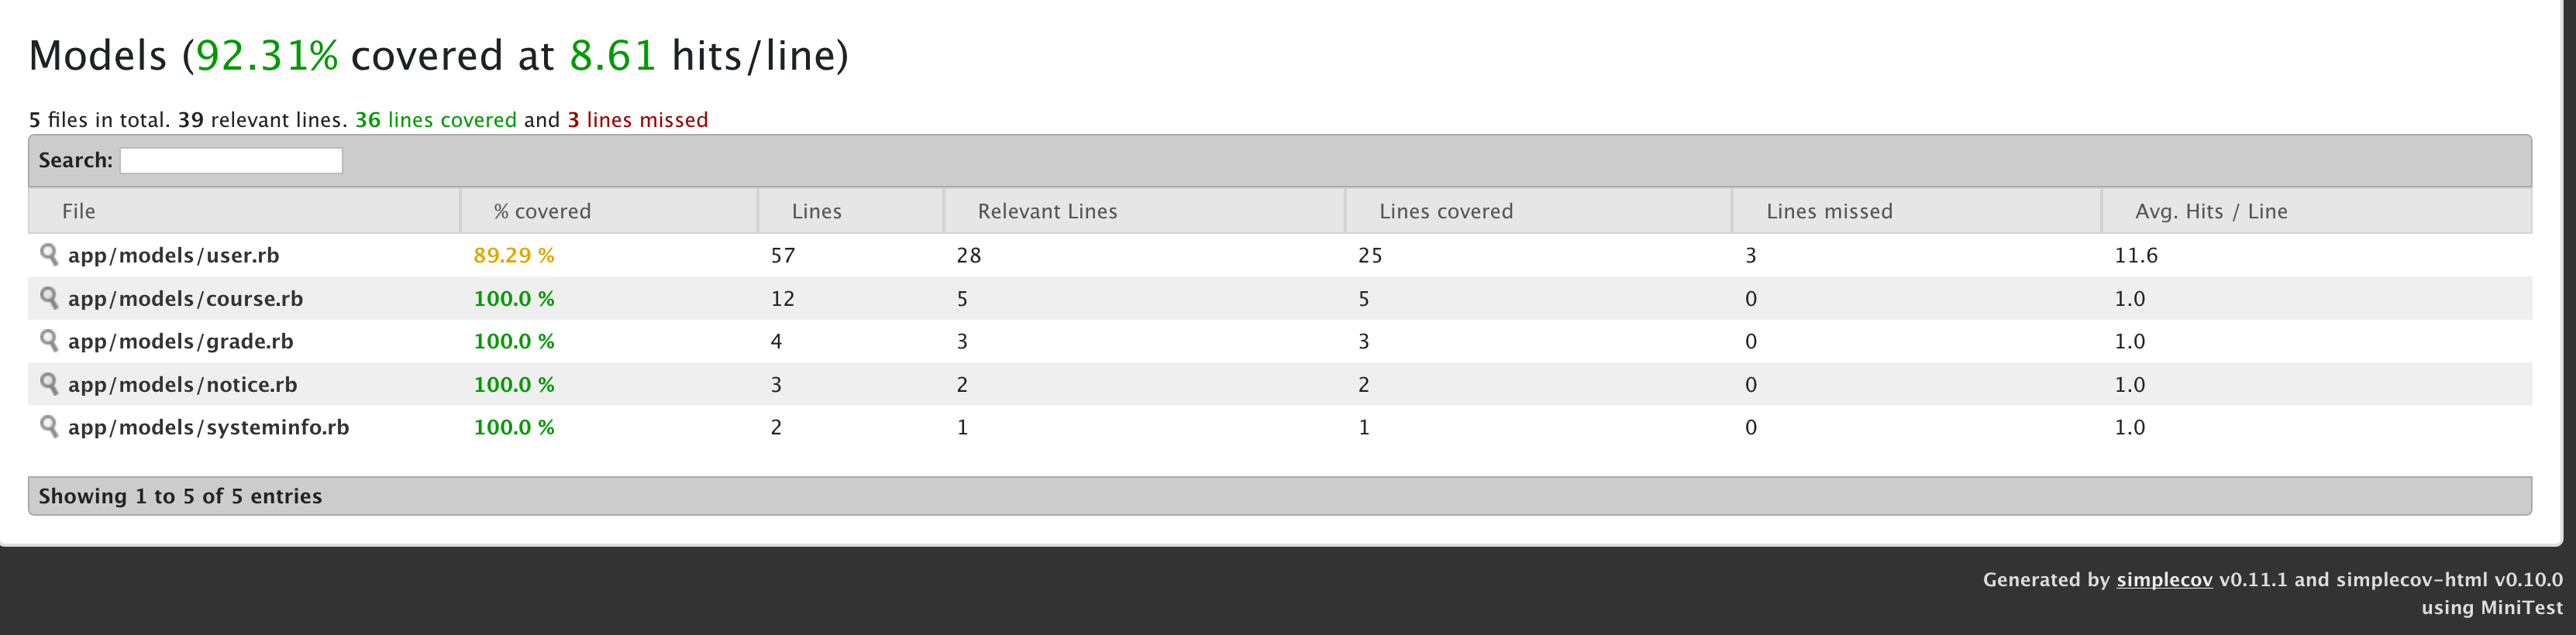 Models (92.31% covered at 8.61 hits/line)
5 files in total. 39 relevant lines. 36 lines covered and 3 lines missed
Search:
File % covered Lines Relevant Lines Lines covered Lines missed Avg. Hits / Line
app/models/user.rb 89.29 % 57 28 25 3 11.6
app/models/course.rb 100.0 % 12 5 5 0 1.0
app/models/grade.rb 100.0 % 4 3 3 0 1.0
app/models/notice.rb 100.0 % 3 2 2 0 1.0
app/models/systeminfo.rb 100.0 % 2 1 1 0 1.0
Showing 1 to 5 of 5 entries
Generated by simplecov v0.11.1 and simplecov-html v0.10.0
using MiniTest